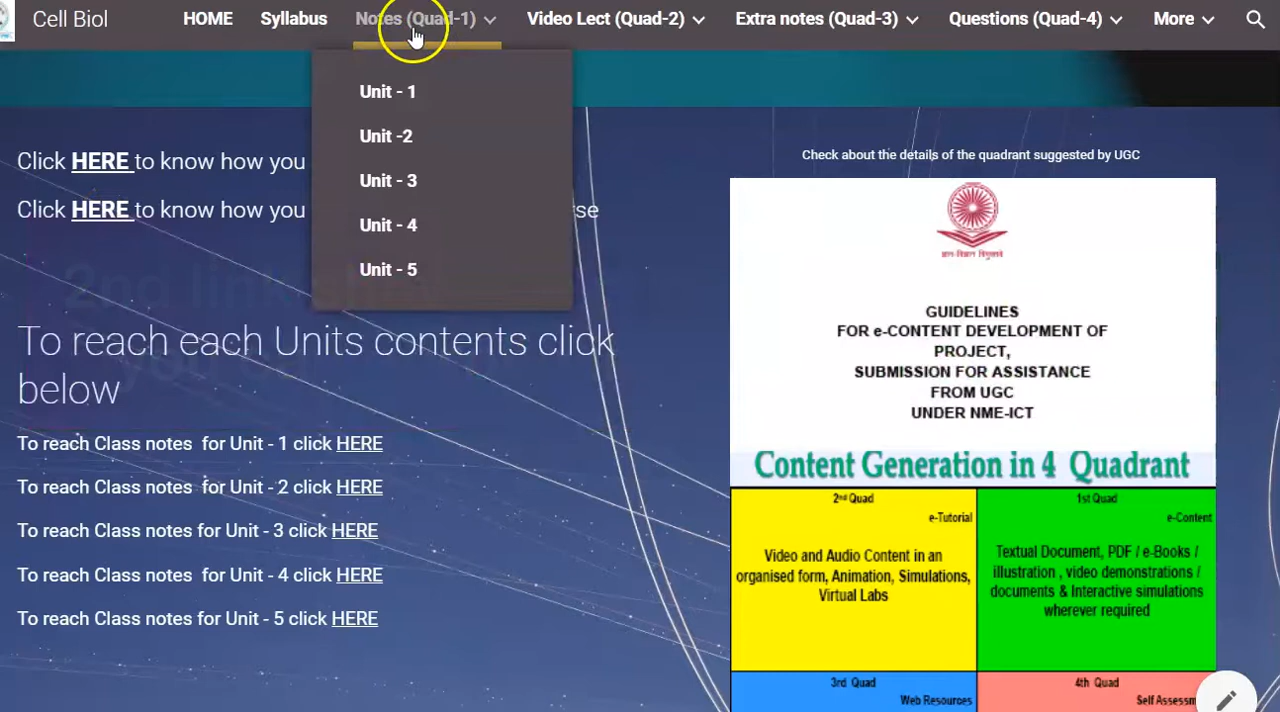 Cell Biol
HOME
Syllabus
Notes (Quad-1)
Video Lect (Quad-2)
Extra notes (Quad-3)
Questions (Quad-4)
More
Unit - 1
Unit -2
Unit - 3
Unit - 4
Unit - 5
Click HERE to know how you
Click HERE to know how you
se
To reach each Units contents click
below
To reach Class notes for Unit - 1 click HERE
To reach Class notes for Unit - 2 click HERE
To reach Class notes for Unit - 3 click HERE
To reach Class notes for Unit - 4 click HERE
To reach Class notes for Unit - 5 click HERE
Check about the details of the quadrant suggested by UGC
ज्ञान-विज्ञान विमुक्तये
GUIDELINES
FOR e-CONTENT DEVELOPMENT OF
PROJECT,
SUBMISSION FOR ASSISTANCE
FROM UGC
UNDER NME-ICT
Content Generation in 4 Quadrant
2nd Quad
e-Tutorial
Video and Audio Content in an
organised form, Animation, Simulations,
Virtual Labs
1st Quad
e-Content
Textual Document, PDF / e-Books /
illustration , video demonstrations /
documents & Interactive simulations
wherever required
3rd Quad
Web Resources
4th Quad
Self Assessm